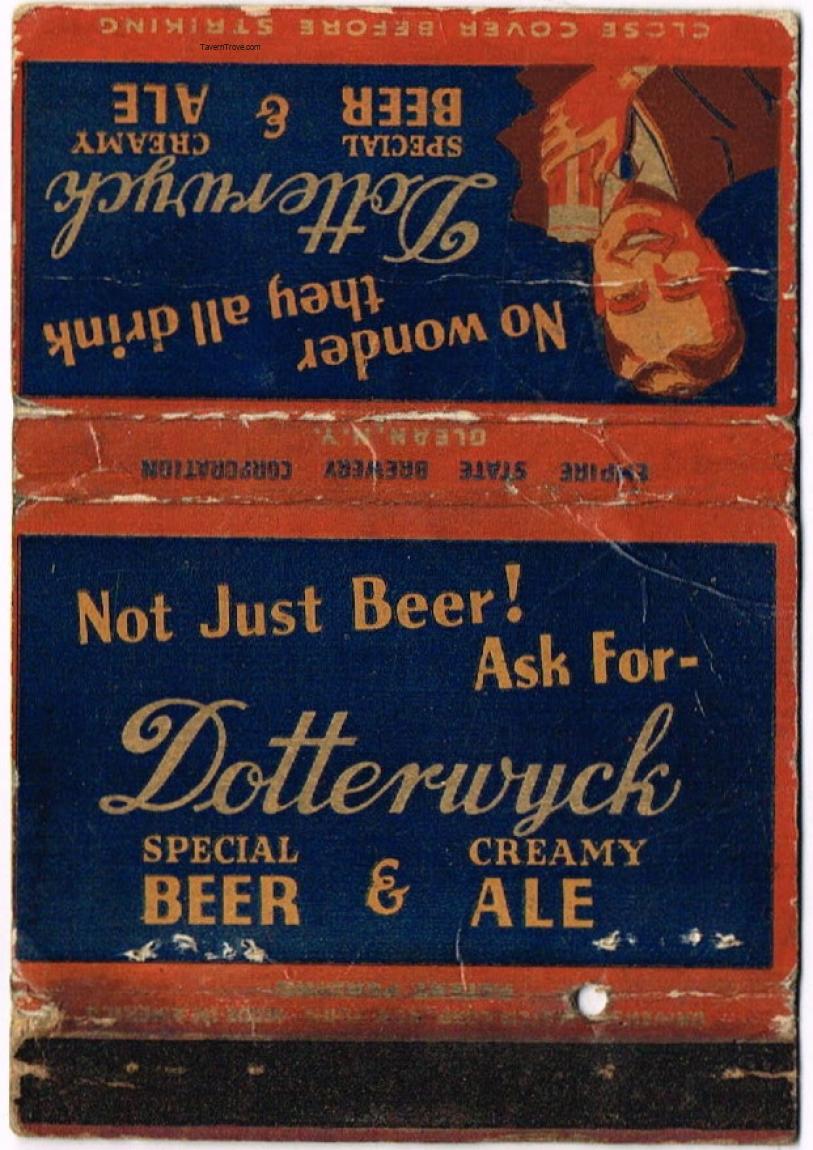 CLOSE COVER BEFORE STRIKING
TavernTrove.com
No wonder
they all drink
Dotterwyck
SPECIAL CREAMY
BEER & ALE
EMPIRE STATE BREWERY CORPORATION
OLEAN, N.Y.
Not Just Beer!
Ask For-
Dotterwyck
SPECIAL CREAMY
BEER & ALE